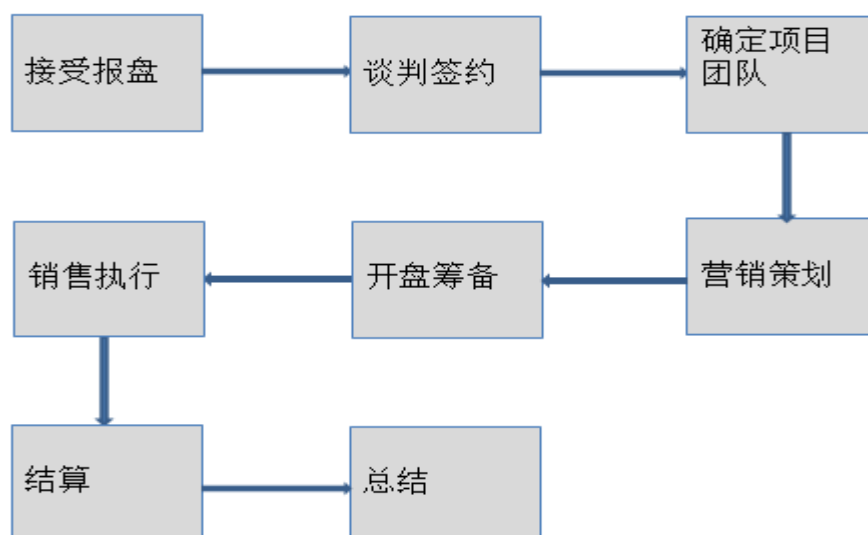 接受报盘
谈判签约
确定项目
团队
营销策划
开盘筹备
销售执行
结算
总结